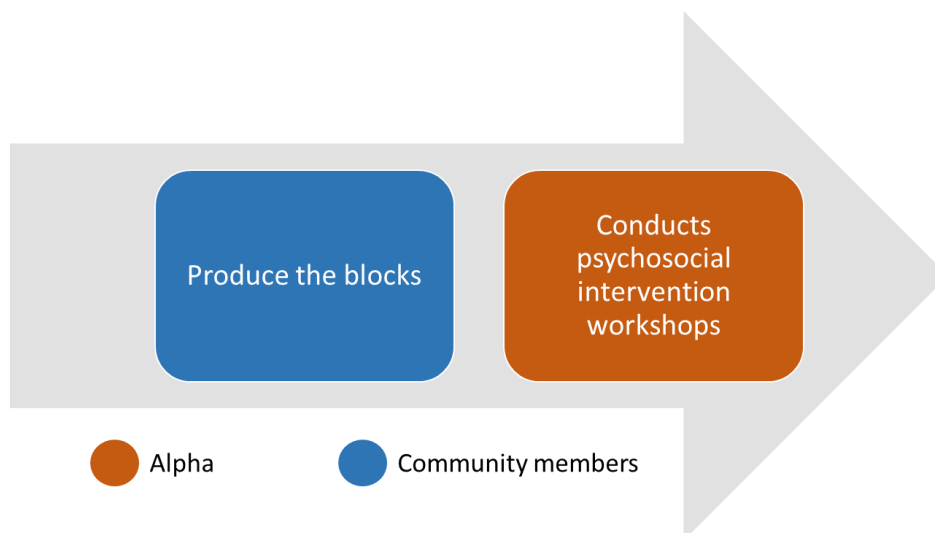 Produce the blocks
Conducts
psychosocial
intervention
workshops
Alpha
Community members